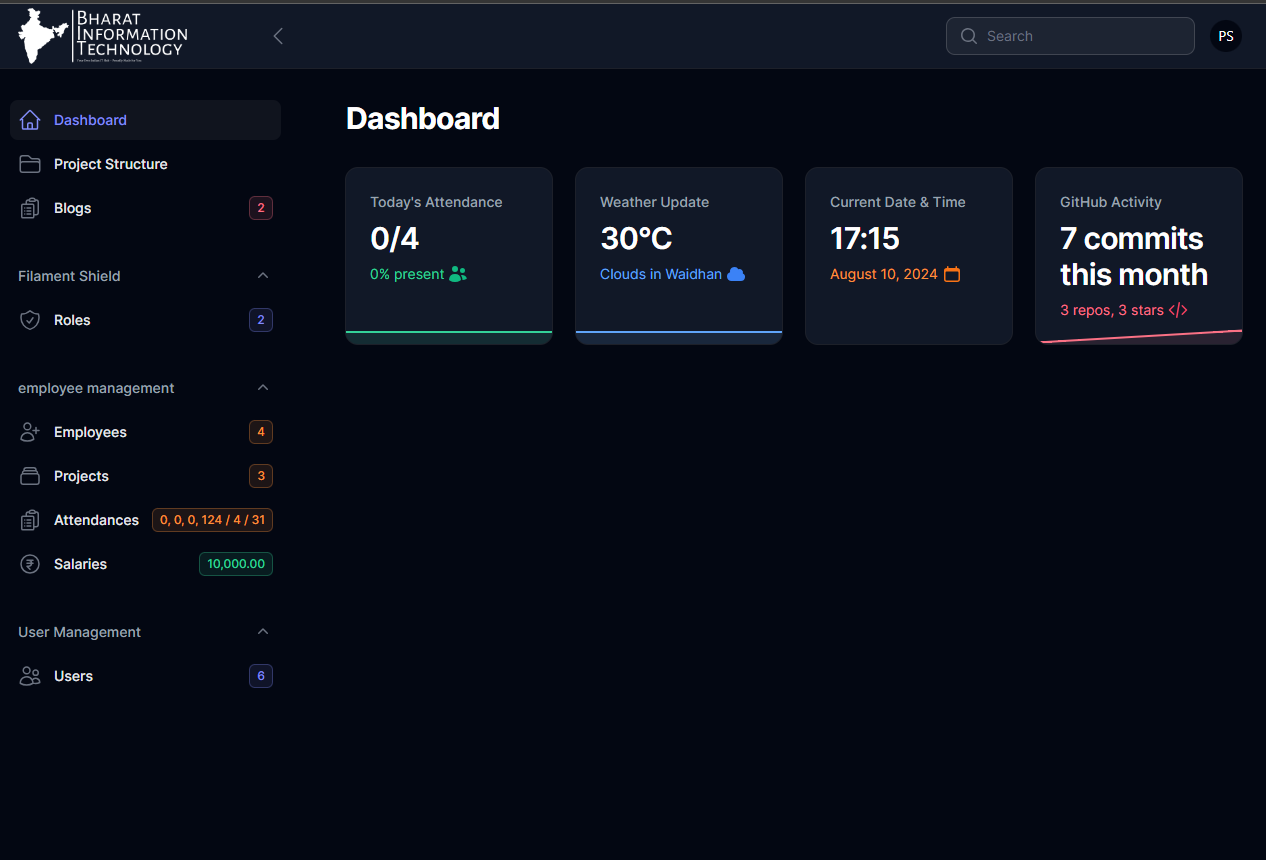 BHARAT
INFORMATION
TECHNOLOGY
Search
PS
Dashboard
Project Structure
Blogs
2
Filament Shield
Roles
2
employee management
Employees
4
Projects
3
Attendances
0, 0, 0, 124 / 4 / 31
Salaries
10,000.00
User Management
Users
6
Dashboard
Today's Attendance
0/4
0% present
Weather Update
30°C
Clouds in Waidhan
Current Date & Time
17:15
August 10, 2024
GitHub Activity
7 commits
this month
3 repos, 3 stars